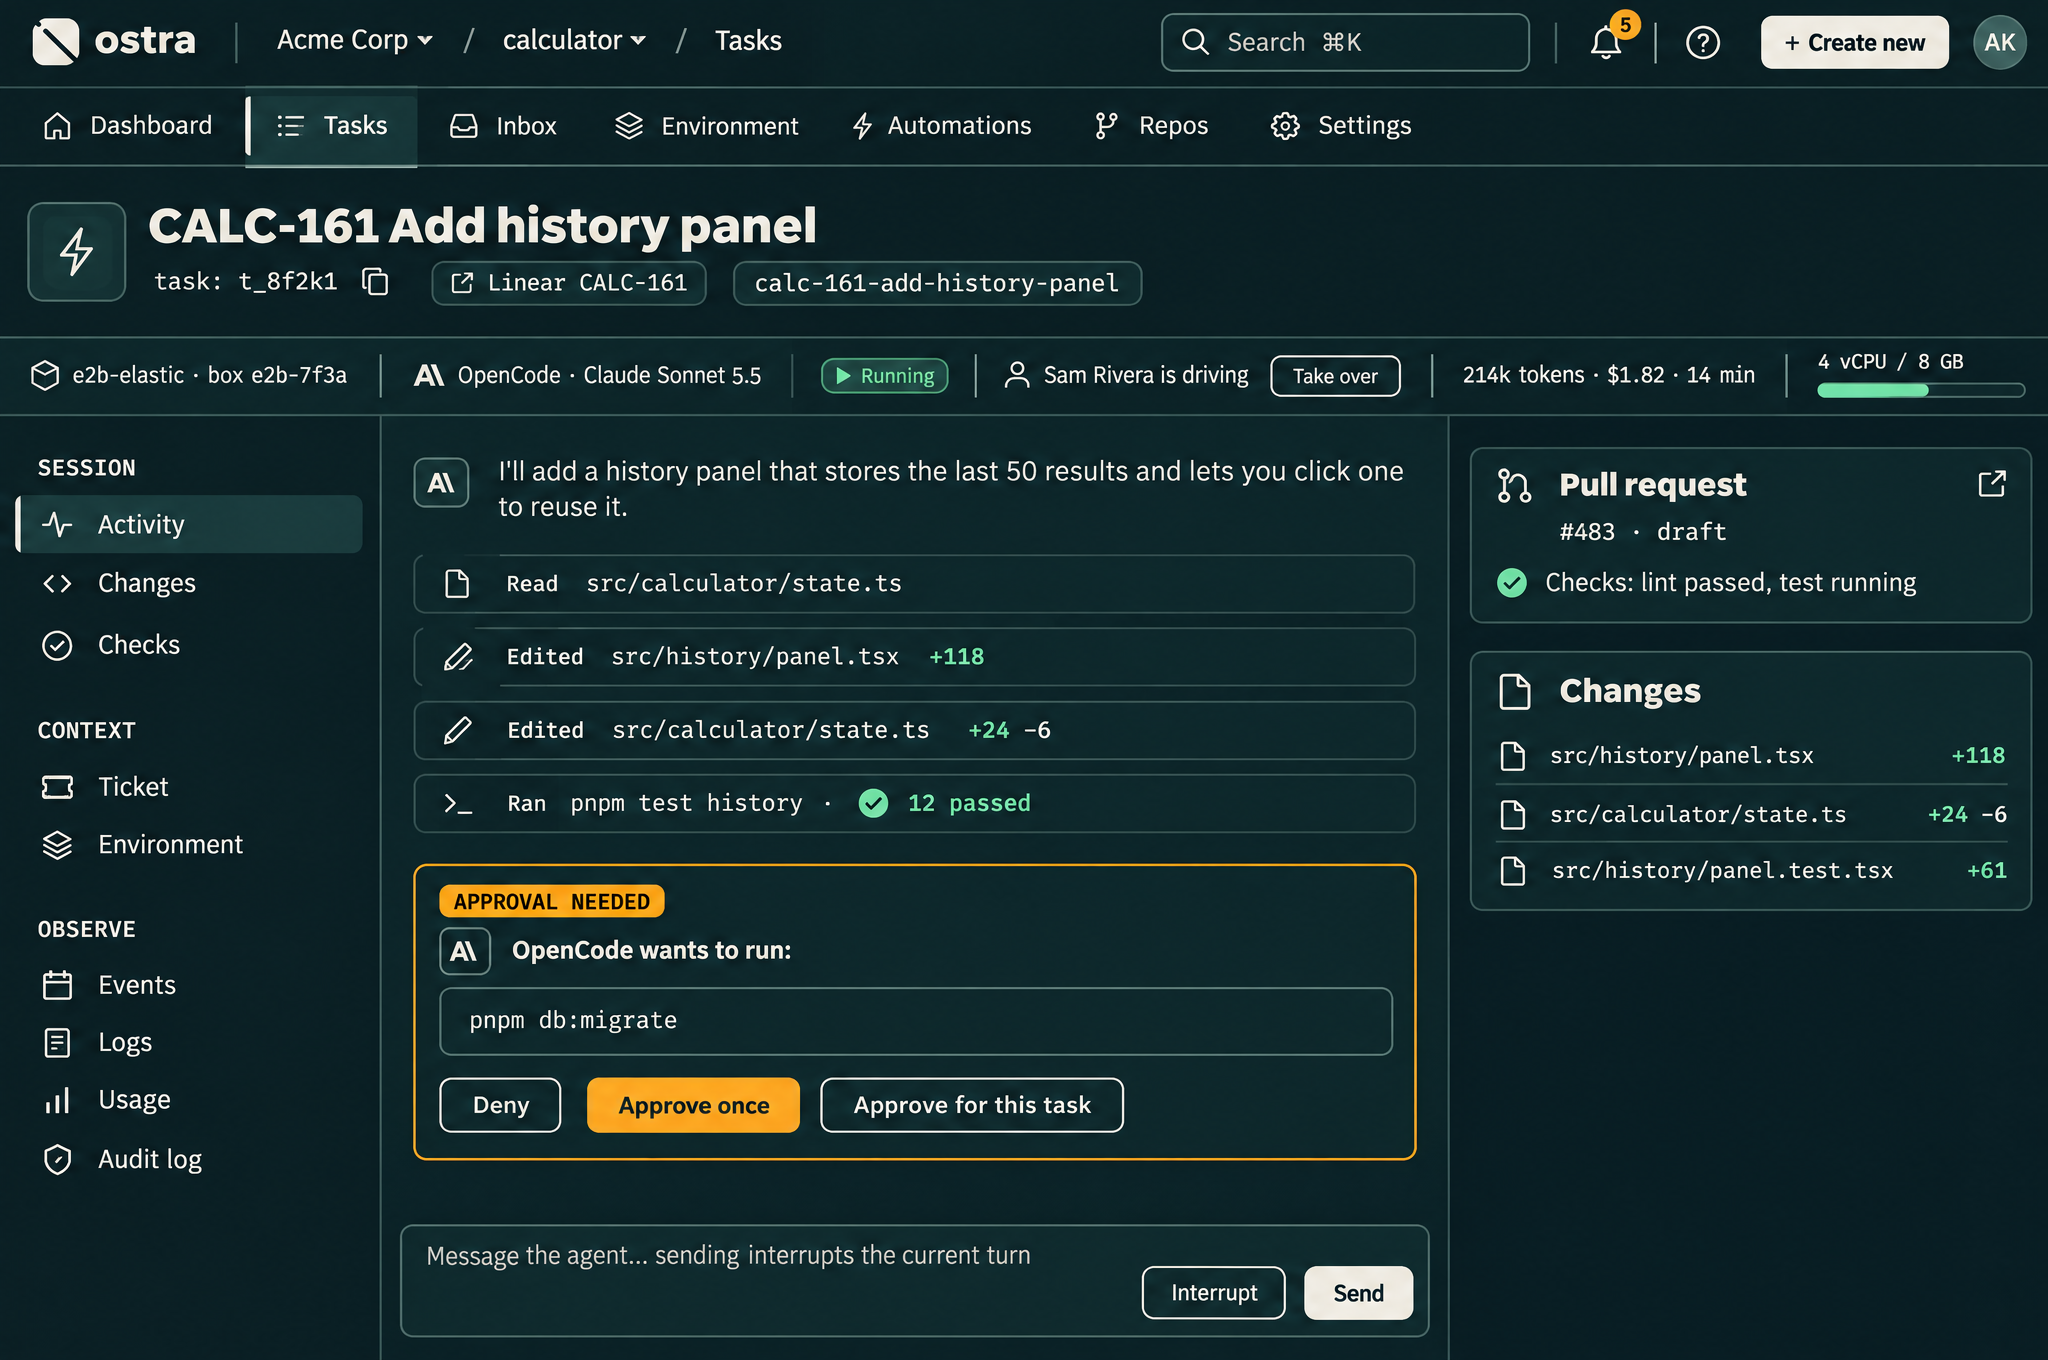 ostra
Acme Corp / calculator / Tasks
Search ⌘K
5
+ Create new
AK
Dashboard
Tasks
Inbox
Environment
Automations
Repos
Settings
CALC-161 Add history panel
task: t_8f2k1
Linear CALC-161
calc-161-add-history-panel
e2b-elastic · box e2b-7f3a
OpenCode · Claude Sonnet 5.5
Running
Sam Rivera is driving
Take over
214k tokens · $1.82 · 14 min
4 vCPU / 8 GB
SESSION
Activity
Changes
Checks
CONTEXT
Ticket
Environment
OBSERVE
Events
Logs
Usage
Audit log
I'll add a history panel that stores the last 50 results and lets you click one
to reuse it.
Read src/calculator/state.ts
Edited src/history/panel.tsx +118
Edited src/calculator/state.ts +24 −6
Ran pnpm test history · 12 passed
APPROVAL NEEDED
OpenCode wants to run:
pnpm db:migrate
Deny
Approve once
Approve for this task
Message the agent... sending interrupts the current turn
Interrupt
Send
Pull request
#483 · draft
Checks: lint passed, test running
Changes
src/history/panel.tsx +118
src/calculator/state.ts +24 −6
src/history/panel.test.tsx +61